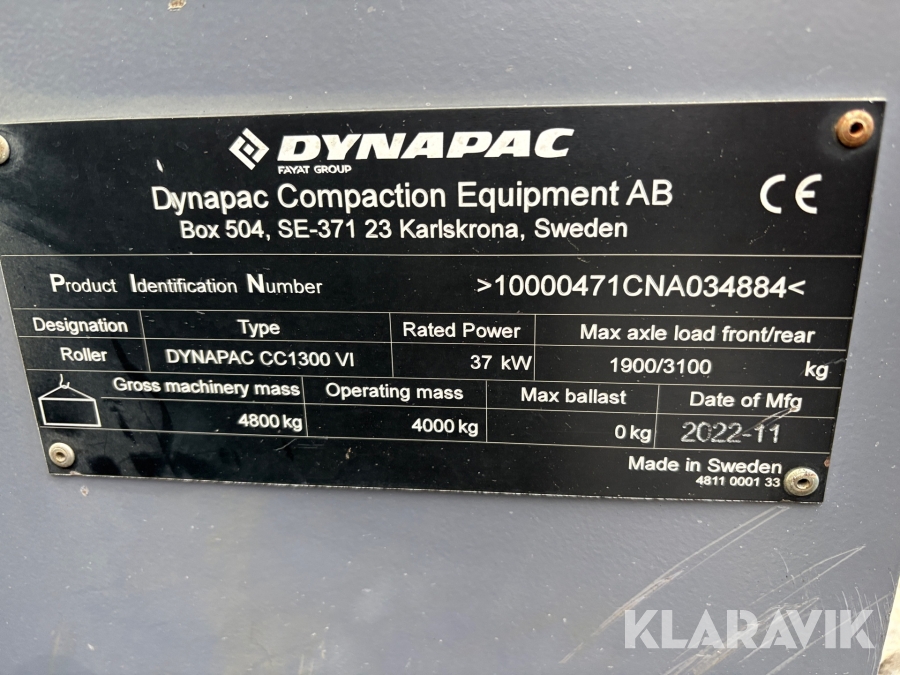 DYNAPAC
FAYAT GROUP
Dynapac Compaction Equipment AB
Box 504, SE-371 23 Karlskrona, Sweden
CE
Product Identification Number >10000471CNA034884<
Designation Type Rated Power Max axle load front/rear
Roller DYNAPAC CC1300 VI 37 kW 1900/3100 kg
Gross machinery mass Operating mass Max ballast Date of Mfg
4800 kg 4000 kg 0 kg 2022-11
Made in Sweden
4811 0001 33
KLARAVIK